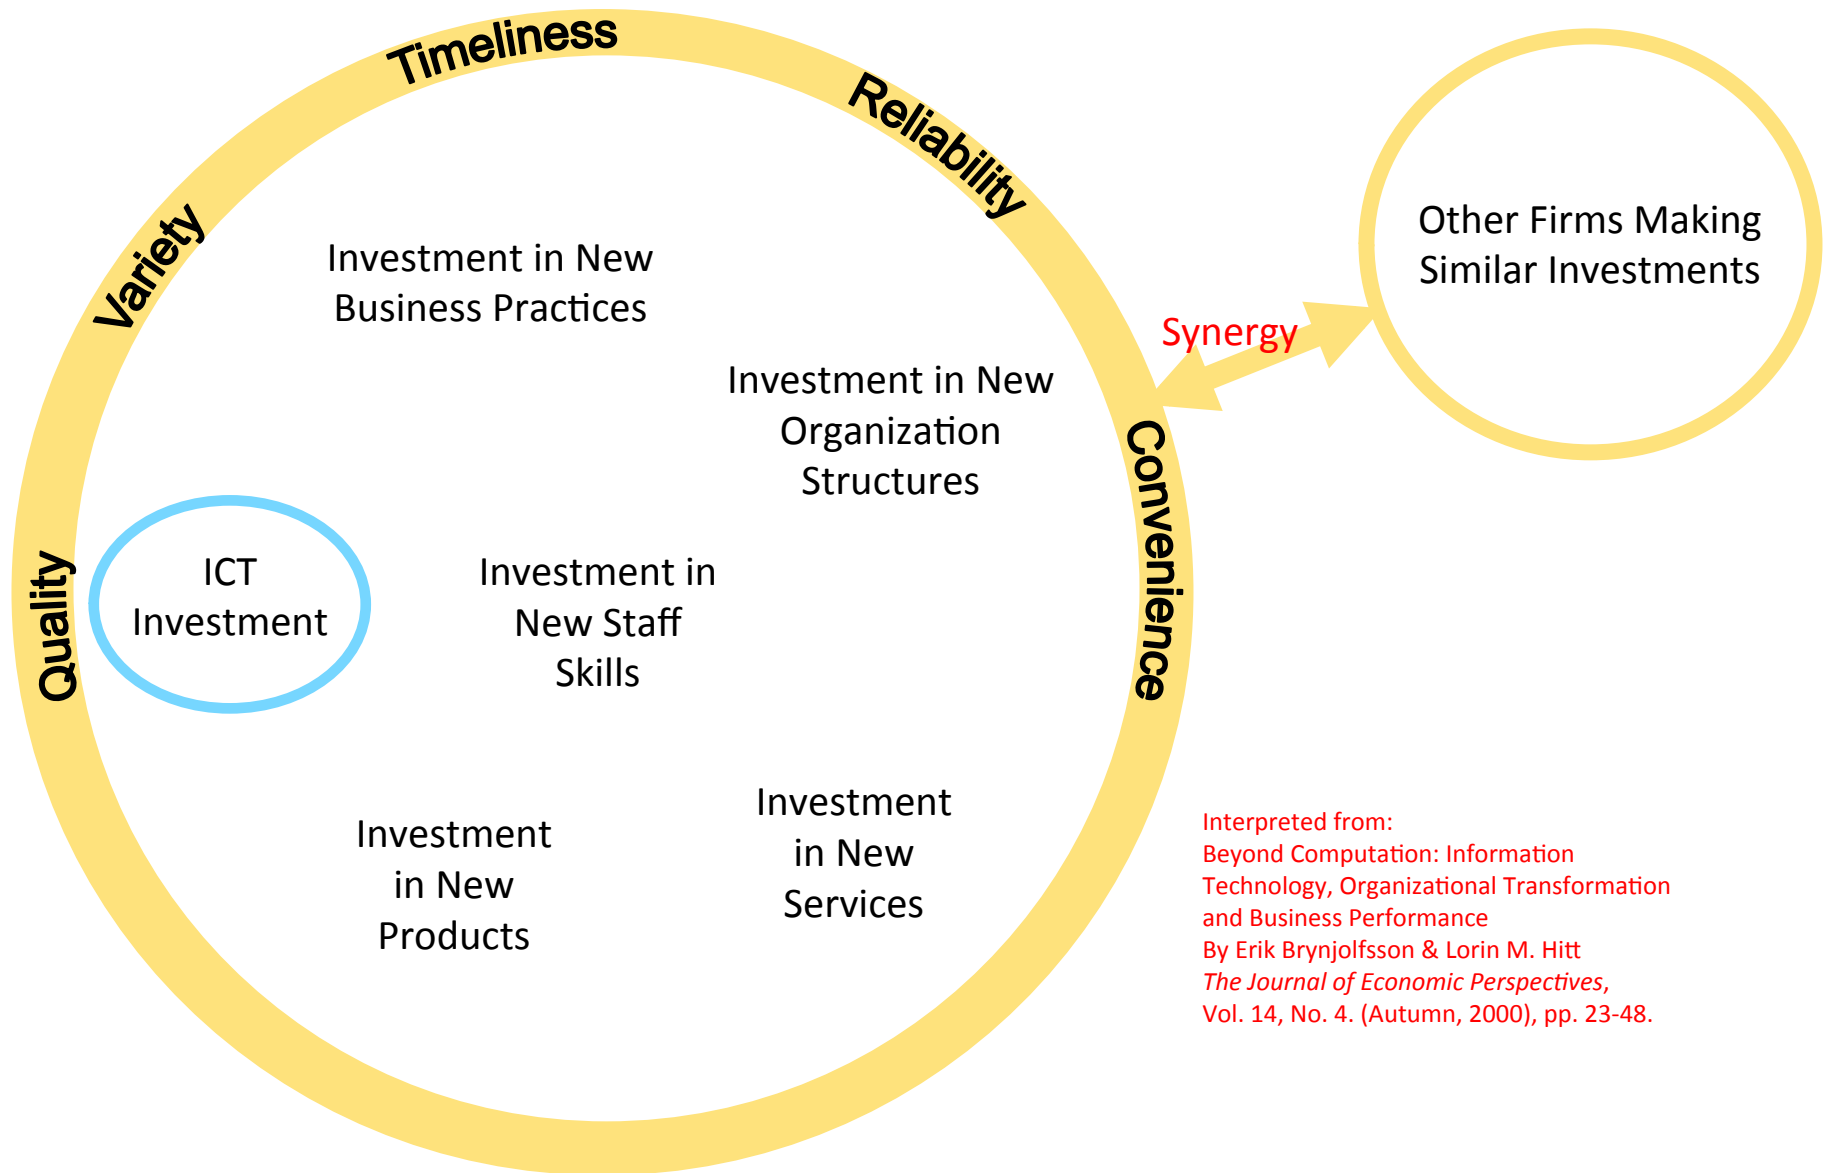 Timeliness
Reliability
Variety
Quality
Convenience
Investment in New
Business Practices
Investment in New
Organization
Structures
ICT
Investment
Investment in
New Staff
Skills
Investment
in New
Products
Investment
in New
Services
Synergy
Other Firms Making
Similar Investments
Interpreted from:
Beyond Computation: Information
Technology, Organizational Transformation
and Business Performance
By Erik Brynjolfsson & Lorin M. Hitt
The Journal of Economic Perspectives,
Vol. 14, No. 4. (Autumn, 2000), pp. 23-48.